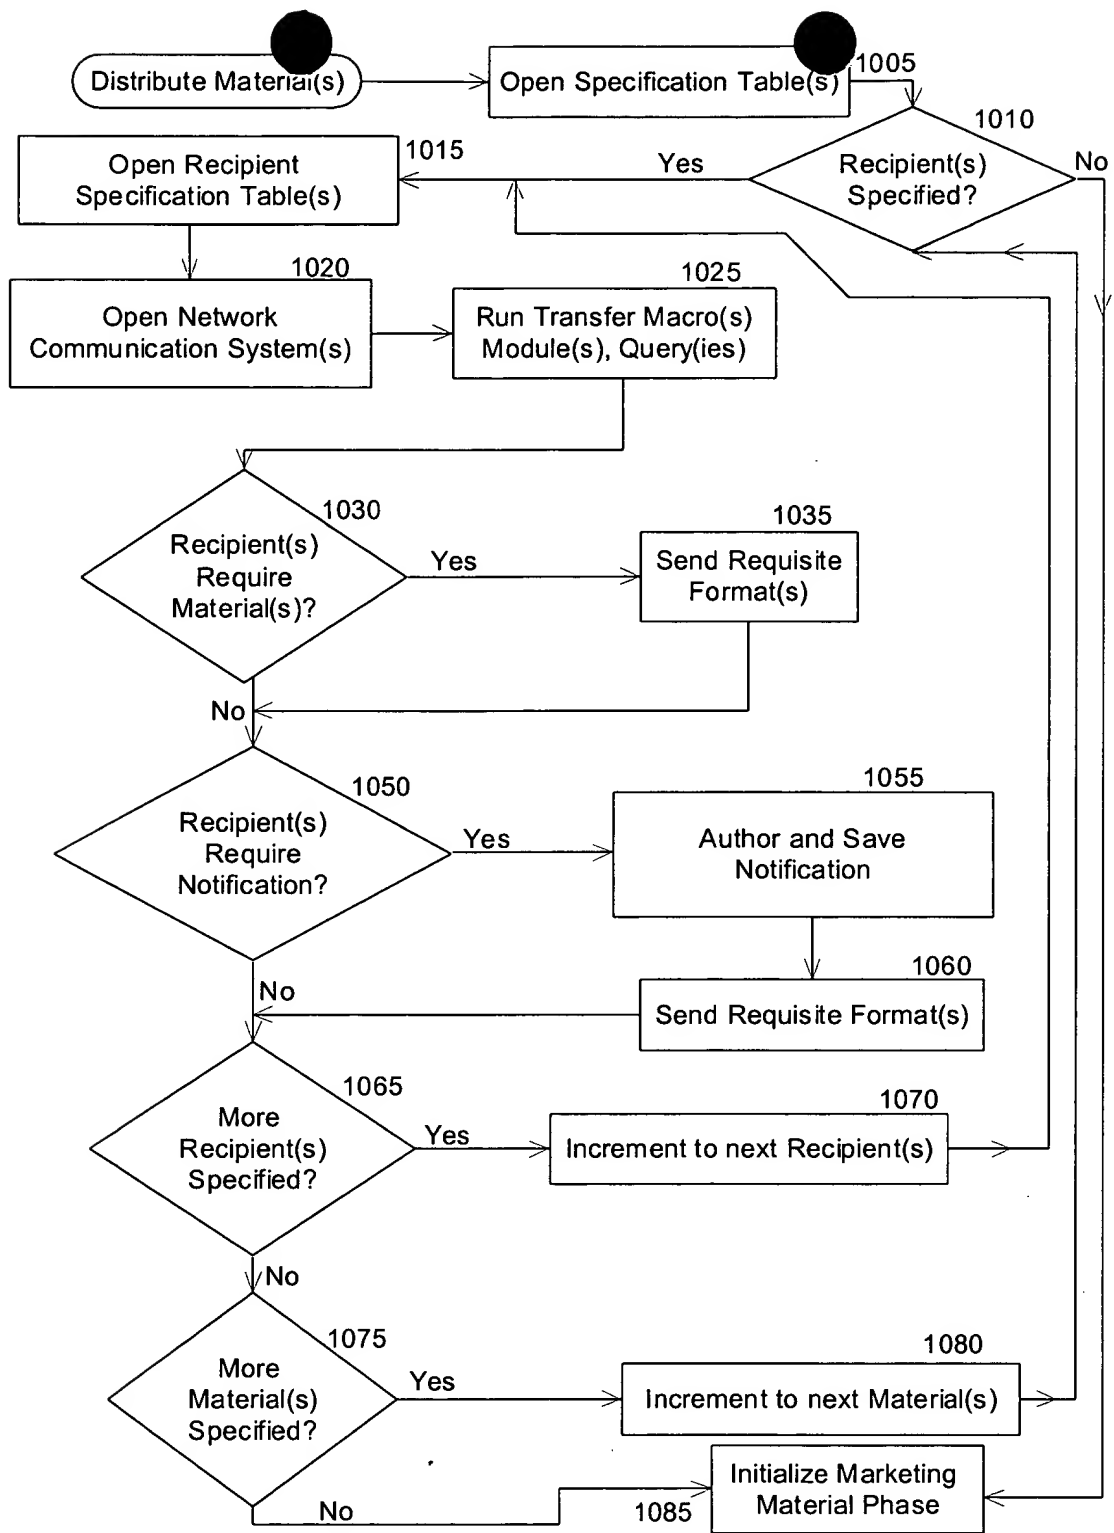 Distribute Material(s)
Open Specification Table(s)
1005
1010
Recipient(s)
Specified?
Yes
No
1015
Open Recipient
Specification Table(s)
1020
Open Network
Communication System(s)
1025
Run Transfer Macro(s)
Module(s), Query(ies)
1030
Recipient(s)
Require
Material(s)?
Yes
1035
Send Requisite
Format(s)
No
1050
Recipient(s)
Require
Notification?
Yes
1055
Author and Save
Notification
1060
Send Requisite Format(s)
No
1065
More
Recipient(s)
Specified?
Yes
1070
Increment to next Recipient(s)
No
1075
More
Material(s)
Specified?
Yes
1080
Increment to next Material(s)
No
1085
Initialize Marketing
Material Phase